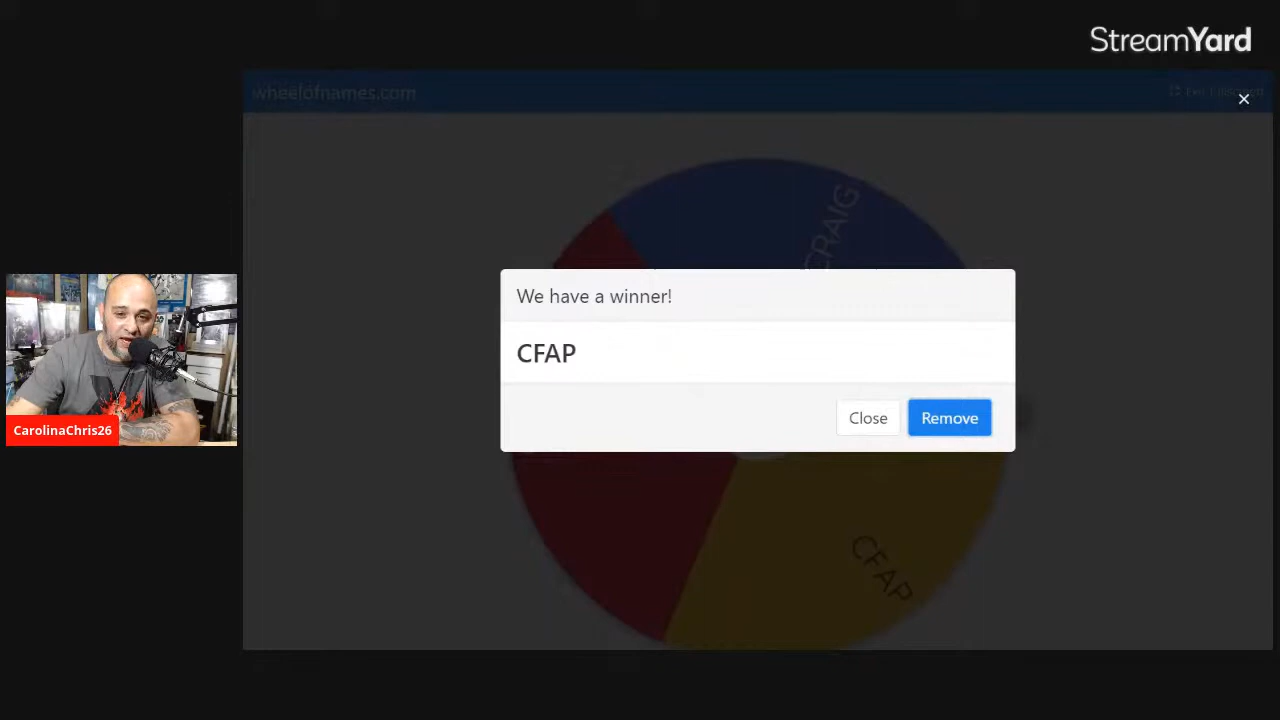 StreamYard
wheelofnames.com
CRAIG
We have a winner!
CFAP
Close
Remove
CarolinaChris26
CFAP